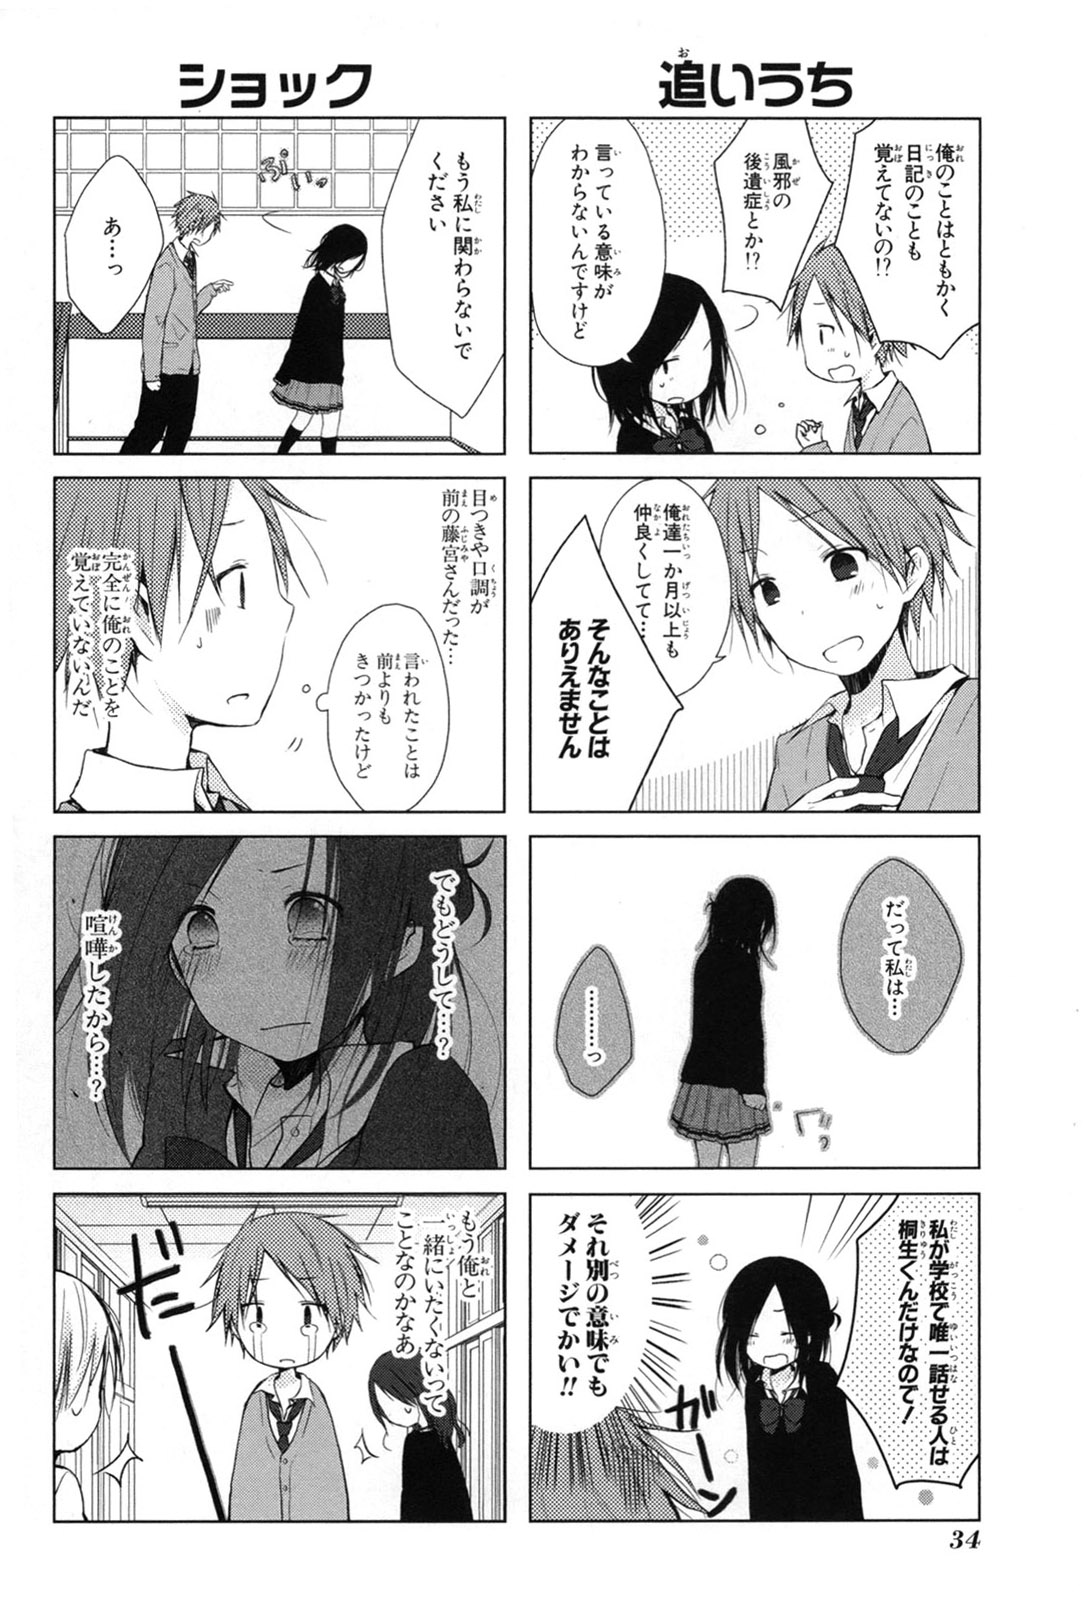 追いうち
俺のことはともかく
日記のことも
覚えてないの!?
風邪の
後遺症とか!?
言っている意味が
わからないんですけど
俺達一か月以上も
仲良くしてて…
そんなことは
ありえません
だって私は…
………っ
グッ
私が学校で唯一話せる人は
桐生くんだけなので!
それ別の意味でも
ダメージでかい!!
ガーン
ショック
もう私に関わらないで
ください
ぷいっ
あ…っ
目つきや口調が
前の藤宮さんだった…
言われたことは
前よりも
きつかったけど
完全に俺のことを
覚えていないんだ
でもどうして…?
喧嘩したから…?
もう俺と
一緒にいたくないって
ことなのかなあ
ドーン
34